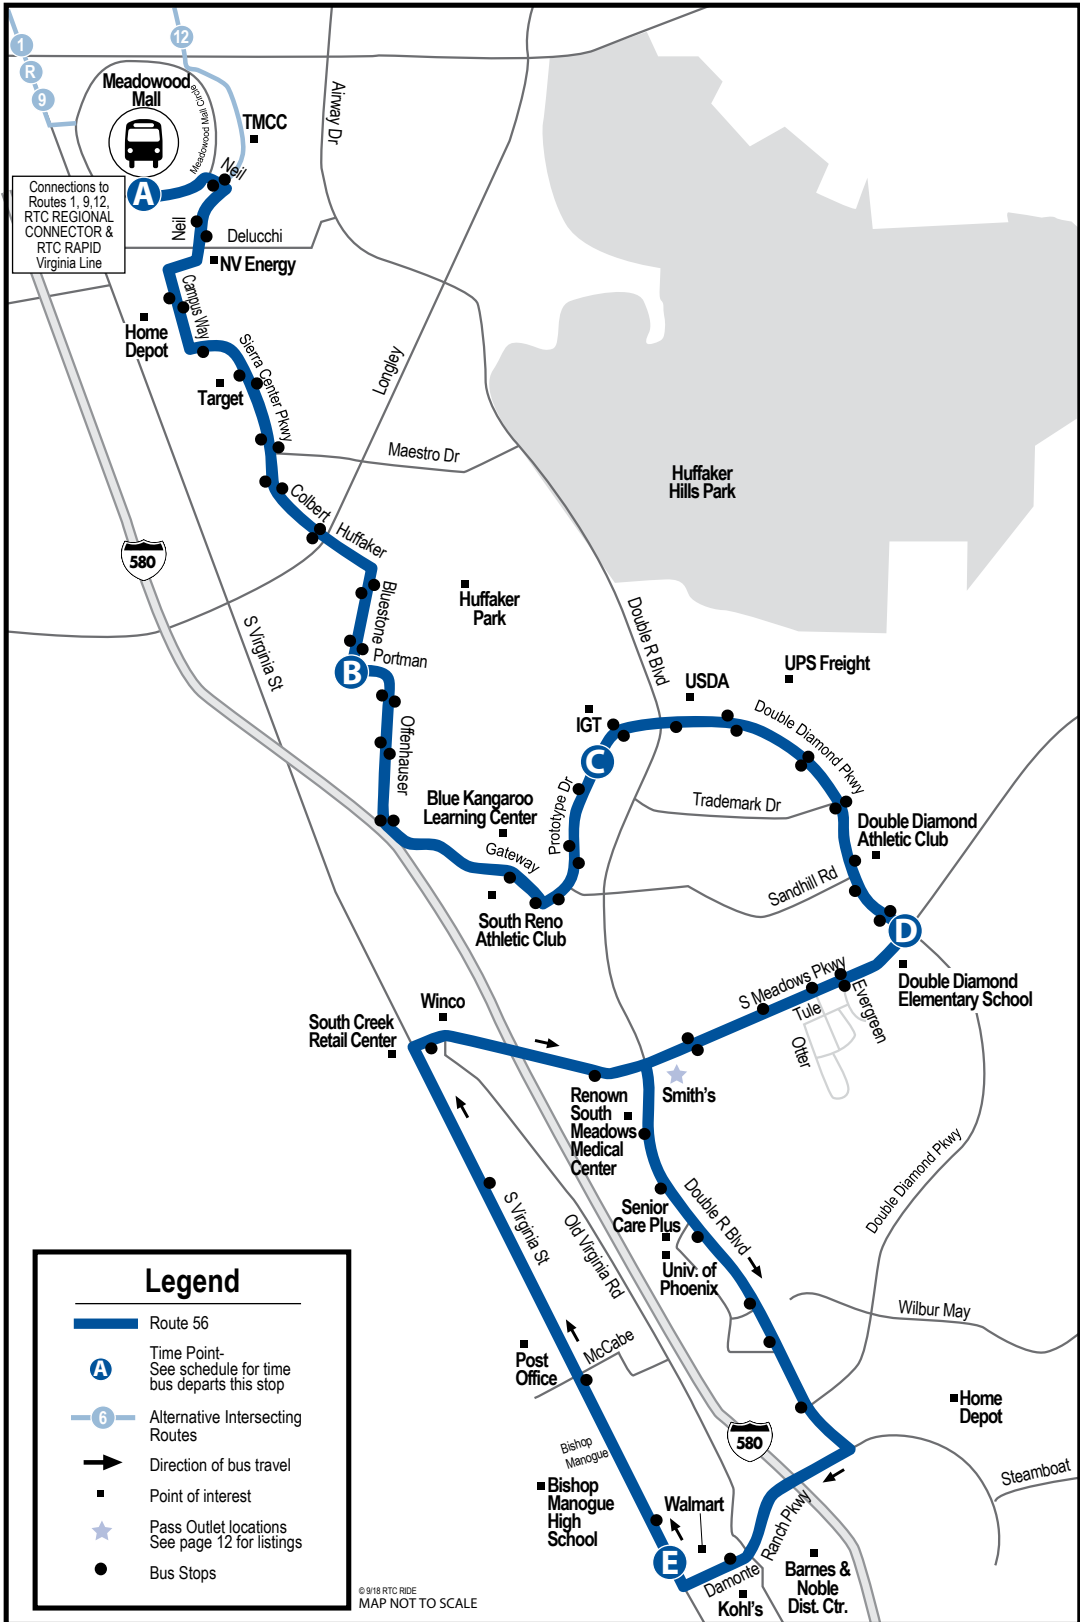 1
R
9
12
Meadowood
Mall
Meadowood Mall Circle
TMCC
Airway Dr
Neil
A
Connections to
Routes 1, 9,12,
RTC REGIONAL
CONNECTOR &
RTC RAPID
Virginia Line
Neil
Delucchi
NV Energy
Campus Way
Home
Depot
Sierra Center Pkwy
Target
Longley
Maestro Dr
Huffaker
Hills Park
Colbert
Huffaker
580
Bluestone
Huffaker
Park
S Virginia St
Double R Blvd
Portman
B
UPS Freight
USDA
IGT
Offenhauser
Double Diamond Pkwy
C
Prototype Dr
Trademark Dr
Blue Kangaroo
Learning Center
Double Diamond
Athletic Club
Gateway
Sandhill Rd
South Reno
Athletic Club
D
S Meadows Pkwy
Double Diamond
Elementary School
Evergreen
Tule
Otter
Winco
South Creek
Retail Center
Smith's
Renown
South
Meadows
Medical
Center
Double Diamond Pkwy
Double R Blvd
S Virginia St
Old Virginia Rd
Senior
Care Plus
Univ. of
Phoenix
Wilbur May
McCabe
Post
Office
Home
Depot
580
Bishop
Manogue
Steamboat
Bishop
Manogue
High
School
Walmart
Ranch Pkwy
Damonte
E
Barnes &
Noble
Dist. Ctr.
Kohl's
Legend
Route 56
A
Time Point-
See schedule for time
bus departs this stop
6
Alternative Intersecting
Routes
Direction of bus travel
Point of interest
Pass Outlet locations
See page 12 for listings
Bus Stops
© 9/18 RTC RIDE
MAP NOT TO SCALE